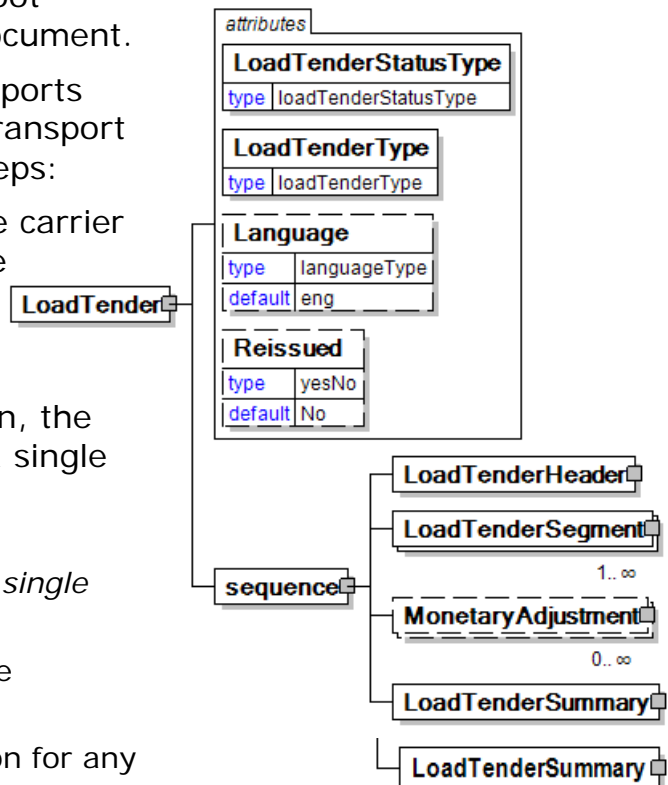 oot
ocument.
ports
ransport
eps:
e carrier
e
n, the
single
single
e
on for any
attributes
LoadTenderStatusType
type loadTenderStatusType
LoadTenderType
type loadTenderType
Language
type languageType
default eng
Reissued
type yesNo
default No
LoadTender
sequence
LoadTenderHeader
LoadTenderSegment
1..∞
MonetaryAdjustment
0..∞
LoadTenderSummary
LoadTenderSummary